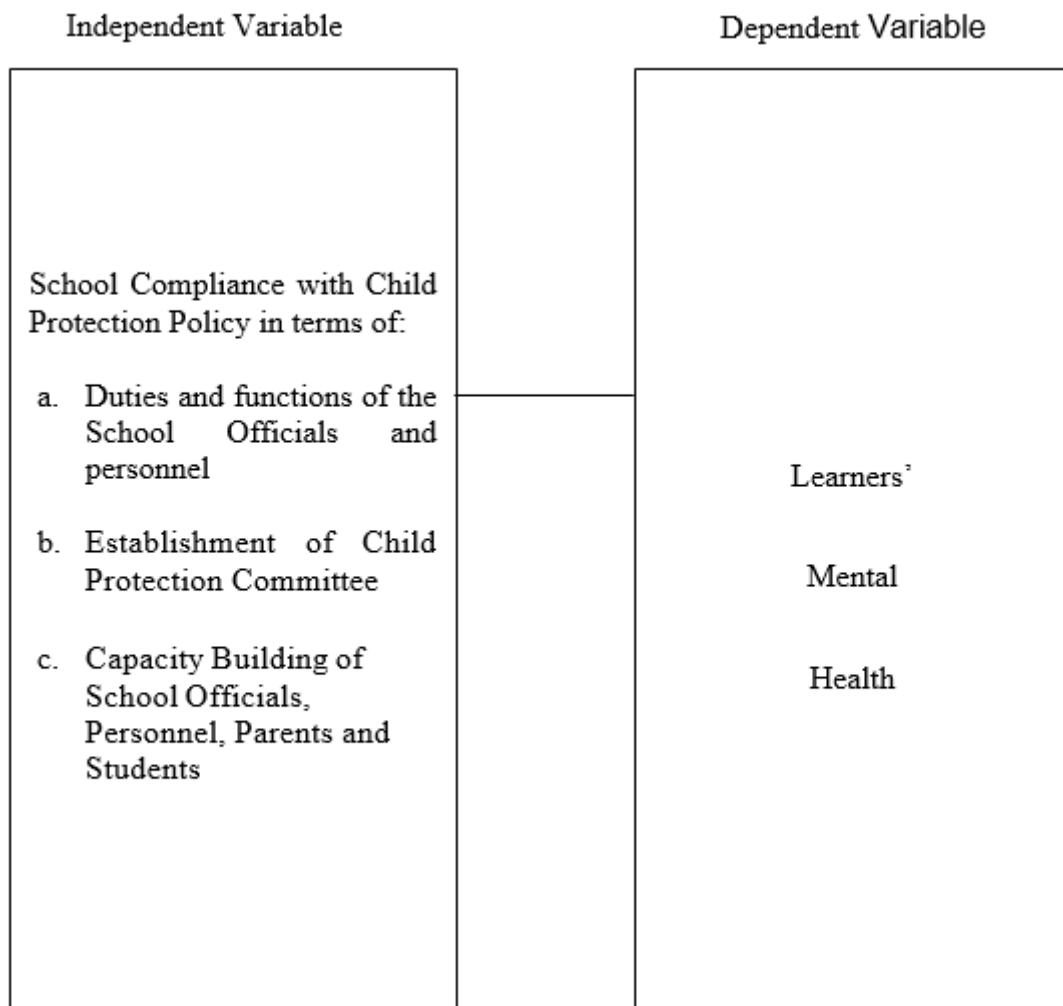 Independent Variable
Dependent Variable
School Compliance with Child
Protection Policy in terms of:
a. Duties and functions of the
School Officials and
personnel
b. Establishment of Child
Protection Committee
c. Capacity Building of
School Officials,
Personnel, Parents and
Students
Learners’
Mental
Health